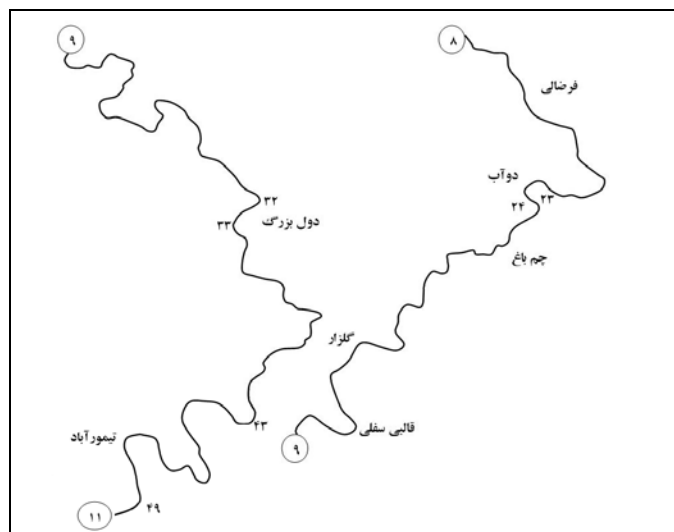 ۹
۸
فرضالی
دوآب
۲۳
۲۴
۳۲
دول بزرگ
۳۳
چم باغ
گلزار
۴۳
قالبی سفلی
تیمورآباد
۹
۴۹
۱۱